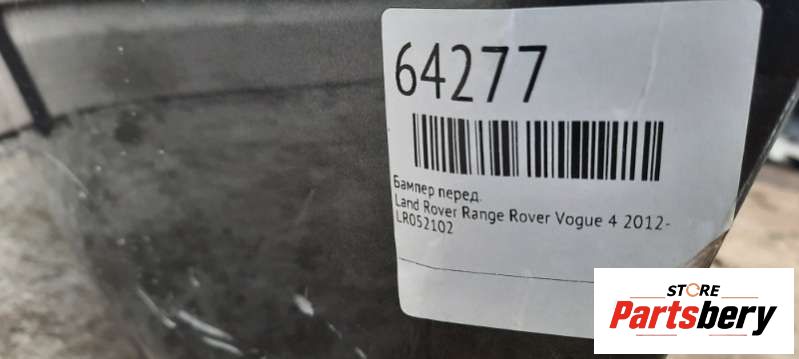 64277
Бампер перед.
Land Rover Range Rover Vogue 4 2012-
LR052102
STORE
Partsbery